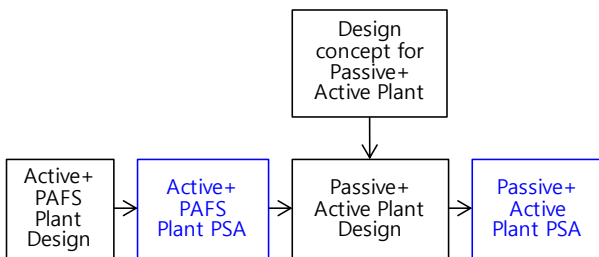 Design
concept for
Passive+
Active Plant
Active+
PAFS
Plant
Design
Active+
PAFS
Plant PSA
Passive+
Active Plant
Design
Passive+
Active
Plant PSA